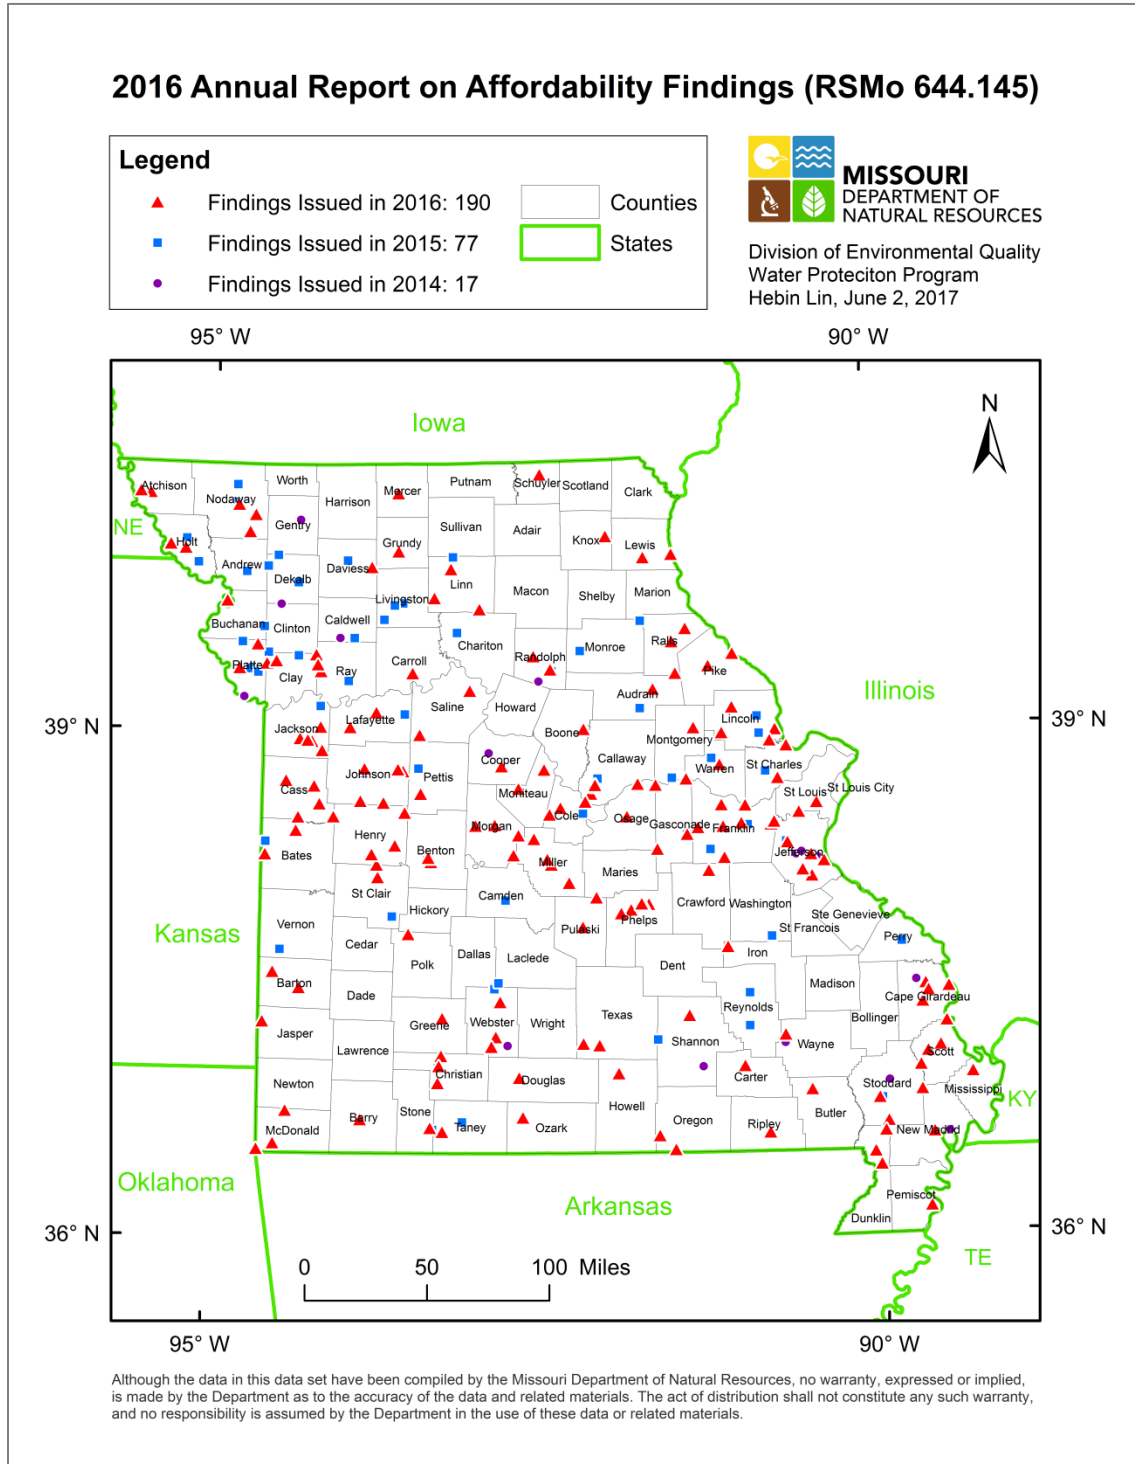 2016 Annual Report on Affordability Findings (RSMo 644.145)
Legend
Findings Issued in 2016: 190
Findings Issued in 2015: 77
Findings Issued in 2014: 17
Counties
States
MISSOURI
DEPARTMENT OF
NATURAL RESOURCES
Division of Environmental Quality
Water Proteciton Program
Hebin Lin, June 2, 2017
95° W
90° W
N
Iowa
Atchison
Nodaway
Worth
Harrison
Mercer
Putnam
Schuyler
Scotland
Clark
NE
Holt
Gentry
Sullivan
Adair
Knox
Lewis
Grundy
Andrew
Dekalb
Daviess
Linn
Macon
Shelby
Marion
Livingston
Buchanan
Clinton
Caldwell
Chariton
Monroe
Ralls
Platte
Clay
Ray
Carroll
Randolph
Pike
Audrain
Illinois
Saline
Howard
39° N
39° N
Jackson
Lafayette
Boone
Montgomery
Lincoln
Callaway
Cooper
Warren
St Charles
Johnson
Pettis
Cass
Moniteau
St Louis
St Louis City
Cole
Osage
Gasconade
Franklin
Morgan
Henry
Benton
Bates
Miller
Jefferson
Maries
St Clair
Camden
Crawford
Washington
Hickory
Ste Genevieve
Vernon
Pulaski
Phelps
St Francois
Perry
Kansas
Cedar
Dallas
Laclede
Iron
Polk
Dent
Barton
Madison
Cape Girardeau
Dade
Reynolds
Bollinger
Texas
Greene
Webster
Wright
Jasper
Shannon
Wayne
Lawrence
Scott
Christian
Carter
Newton
Douglas
Stoddard
Mississippi
KY
Howell
Butler
Stone
Barry
Taney
Ozark
Oregon
Ripley
McDonald
New Madrid
Oklahoma
Arkansas
Pemiscot
Dunklin
36° N
36° N
TE
0 50 100 Miles
95° W
90° W
Although the data in this data set have been compiled by the Missouri Department of Natural Resources, no warranty, expressed or implied,
is made by the Department as to the accuracy of the data and related materials. The act of distribution shall not constitute any such warranty,
and no responsibility is assumed by the Department in the use of these data or related materials.